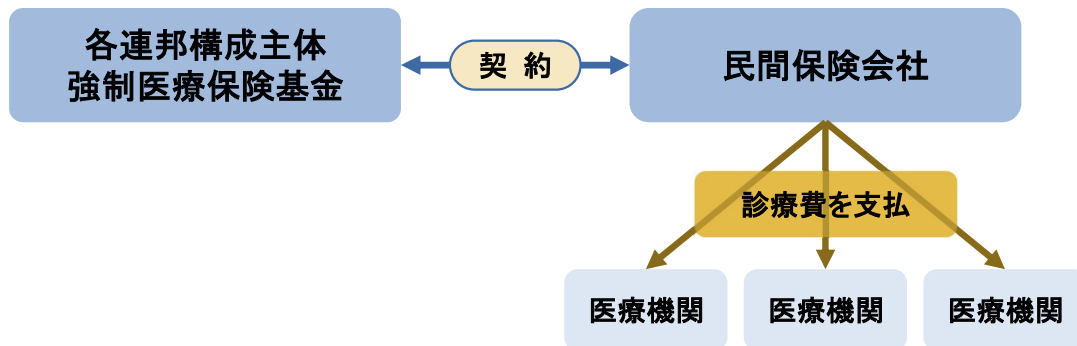 各連邦構成主体
強制医療保険基金
契 約
民間保険会社
診療費を支払
医療機関
医療機関
医療機関